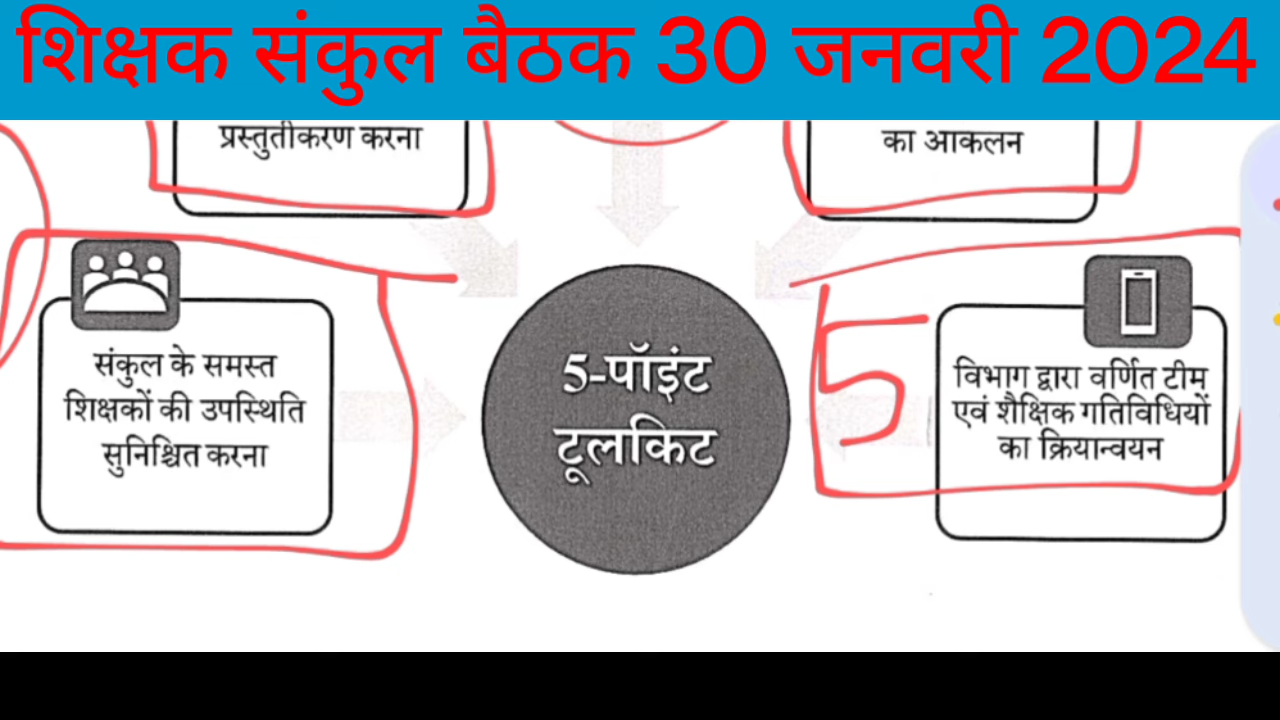 शिक्षक संकुल बैठक 30 जनवरी 2024
प्रस्तुतीकरण करना
का आकलन
संकुल के समस्त
शिक्षकों की उपस्थिति
सुनिश्चित करना
5-पॉइंट
टूलकिट
5
विभाग द्वारा वर्णित टीम
एवं शैक्षिक गतिविधियों
का क्रियान्वयन